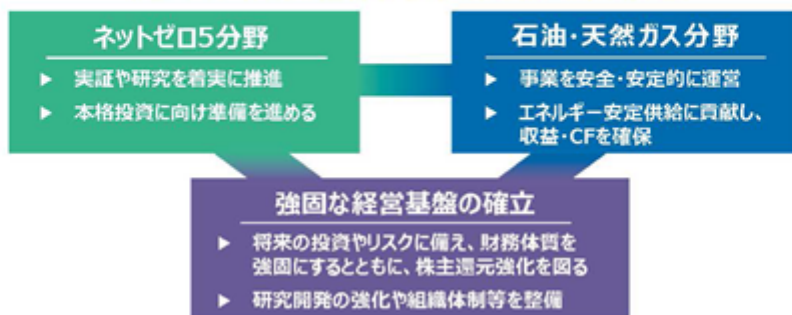 ネットゼロ5分野
▶ 実証や研究を着実に推進
▶ 本格投資に向け準備を進める
石油・天然ガス分野
▶ 事業を安全・安定的に運営
▶ エネルギー安定供給に貢献し、
収益・CFを確保
強固な経営基盤の確立
▶ 将来の投資やリスクに備え、財務体質を
強固にするとともに、株主還元強化を図る
▶ 研究開発の強化や組織体制等を整備